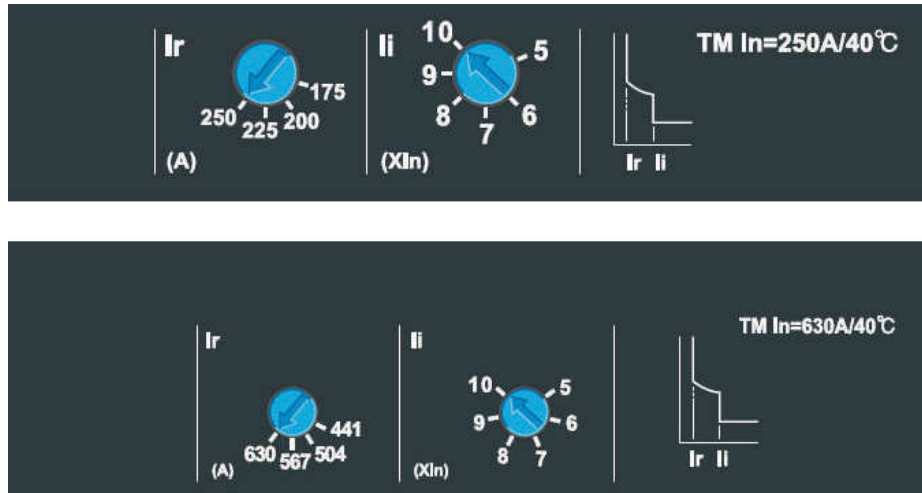 Ir
(A)
250
225
200
175
Ii
(XIn)
10
9
8
7
6
5
TM In=250A/40℃
Ir Ii
Ir
(A)
630
567
504
441
Ii
(XIn)
10
9
8
7
6
5
TM In=630A/40℃
Ir Ii